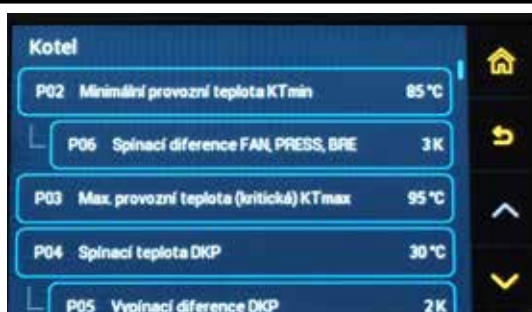 Kotel
P02 Minimální provozní teplota KTmin 85 °C
P06 Spínací diference FAN, PRESS, BRE 3 K
P03 Max. provozní teplota (kritická) KTmax 95 °C
P04 Spínací teplota DKP 30 °C
P05 Vypínací diference DKP 2 K